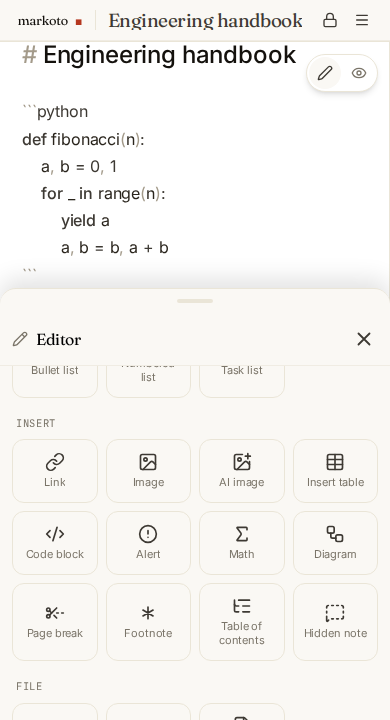 markoto
Engineering handbook
# Engineering handbook
```python
def fibonacci(n):
a, b = 0, 1
for _ in range(n):
yield a
a, b = b, a + b
```
Editor
Bullet list
Numbered list
Task list
INSERT
Link
Image
AI image
Insert table
Code block
Alert
Math
Diagram
Page break
Footnote
Table of contents
Hidden note
FILE